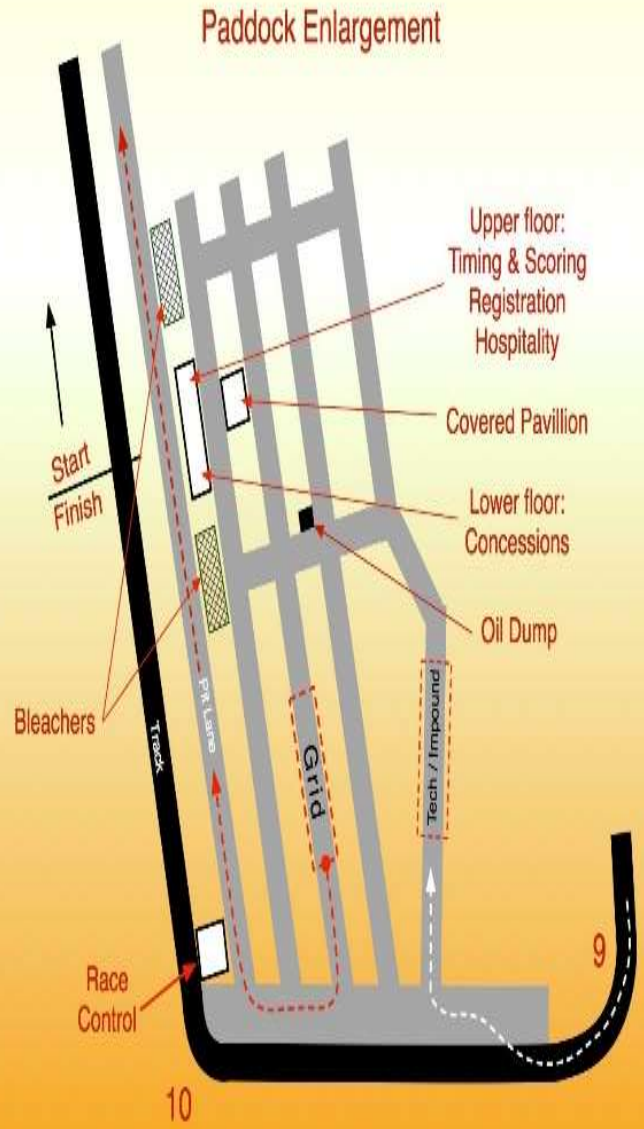 Paddock Enlargement
Upper floor:
Timing & Scoring
Registration
Hospitality
Covered Pavillion
Start
Finish
Lower floor:
Concessions
Oil Dump
Bleachers
Pit Lane
Track
Grid
Tech / Impound
Race
Control
9
10